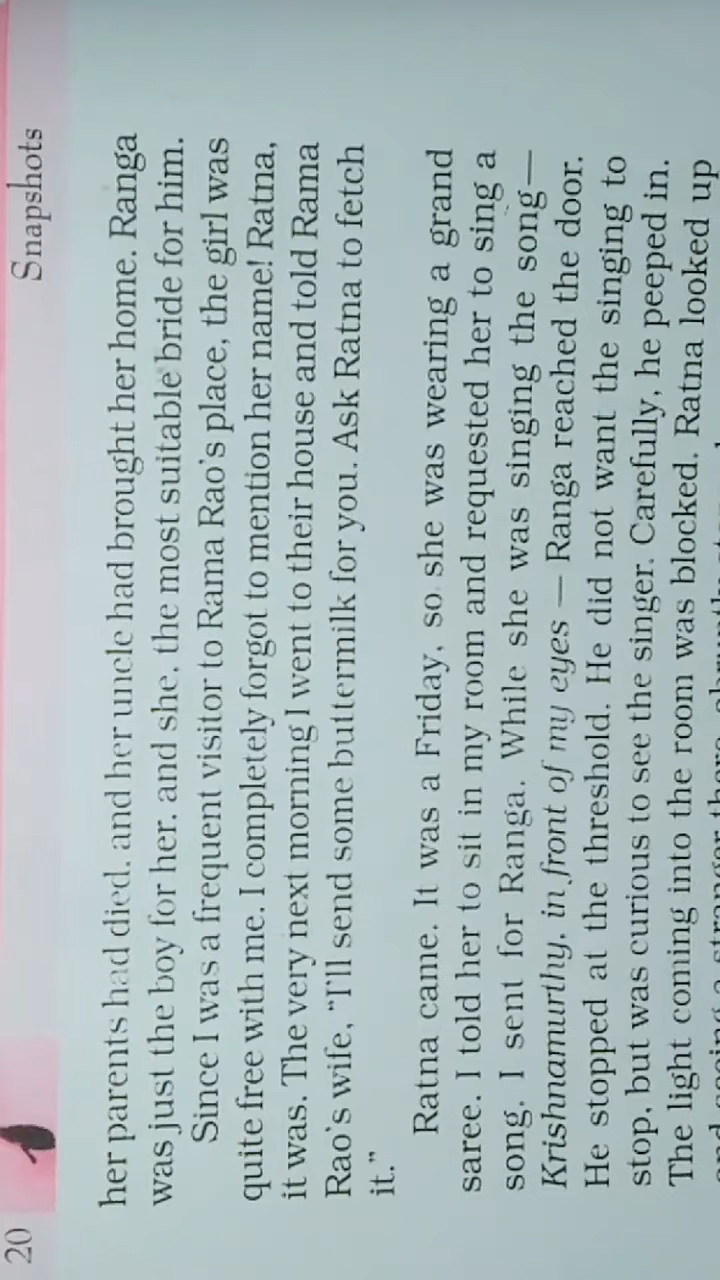 20
Snapshots
her parents had died, and her uncle had brought her home. Ranga
was just the boy for her, and she, the most suitable bride for him.
Since I was a frequent visitor to Rama Rao's place, the girl was
quite free with me. I completely forgot to mention her name! Ratna,
it was. The very next morning I went to their house and told Rama
Rao's wife, “I'll send some buttermilk for you. Ask Ratna to fetch
it.”
Ratna came. It was a Friday, so she was wearing a grand
saree. I told her to sit in my room and requested her to sing a
song. I sent for Ranga. While she was singing the song —
Krishnamurthy, in front of my eyes — Ranga reached the door.
He stopped at the threshold. He did not want the singing to
stop, but was curious to see the singer. Carefully, he peeped in.
The light coming into the room was blocked. Ratna looked up
and seeing a stranger there, abruptly